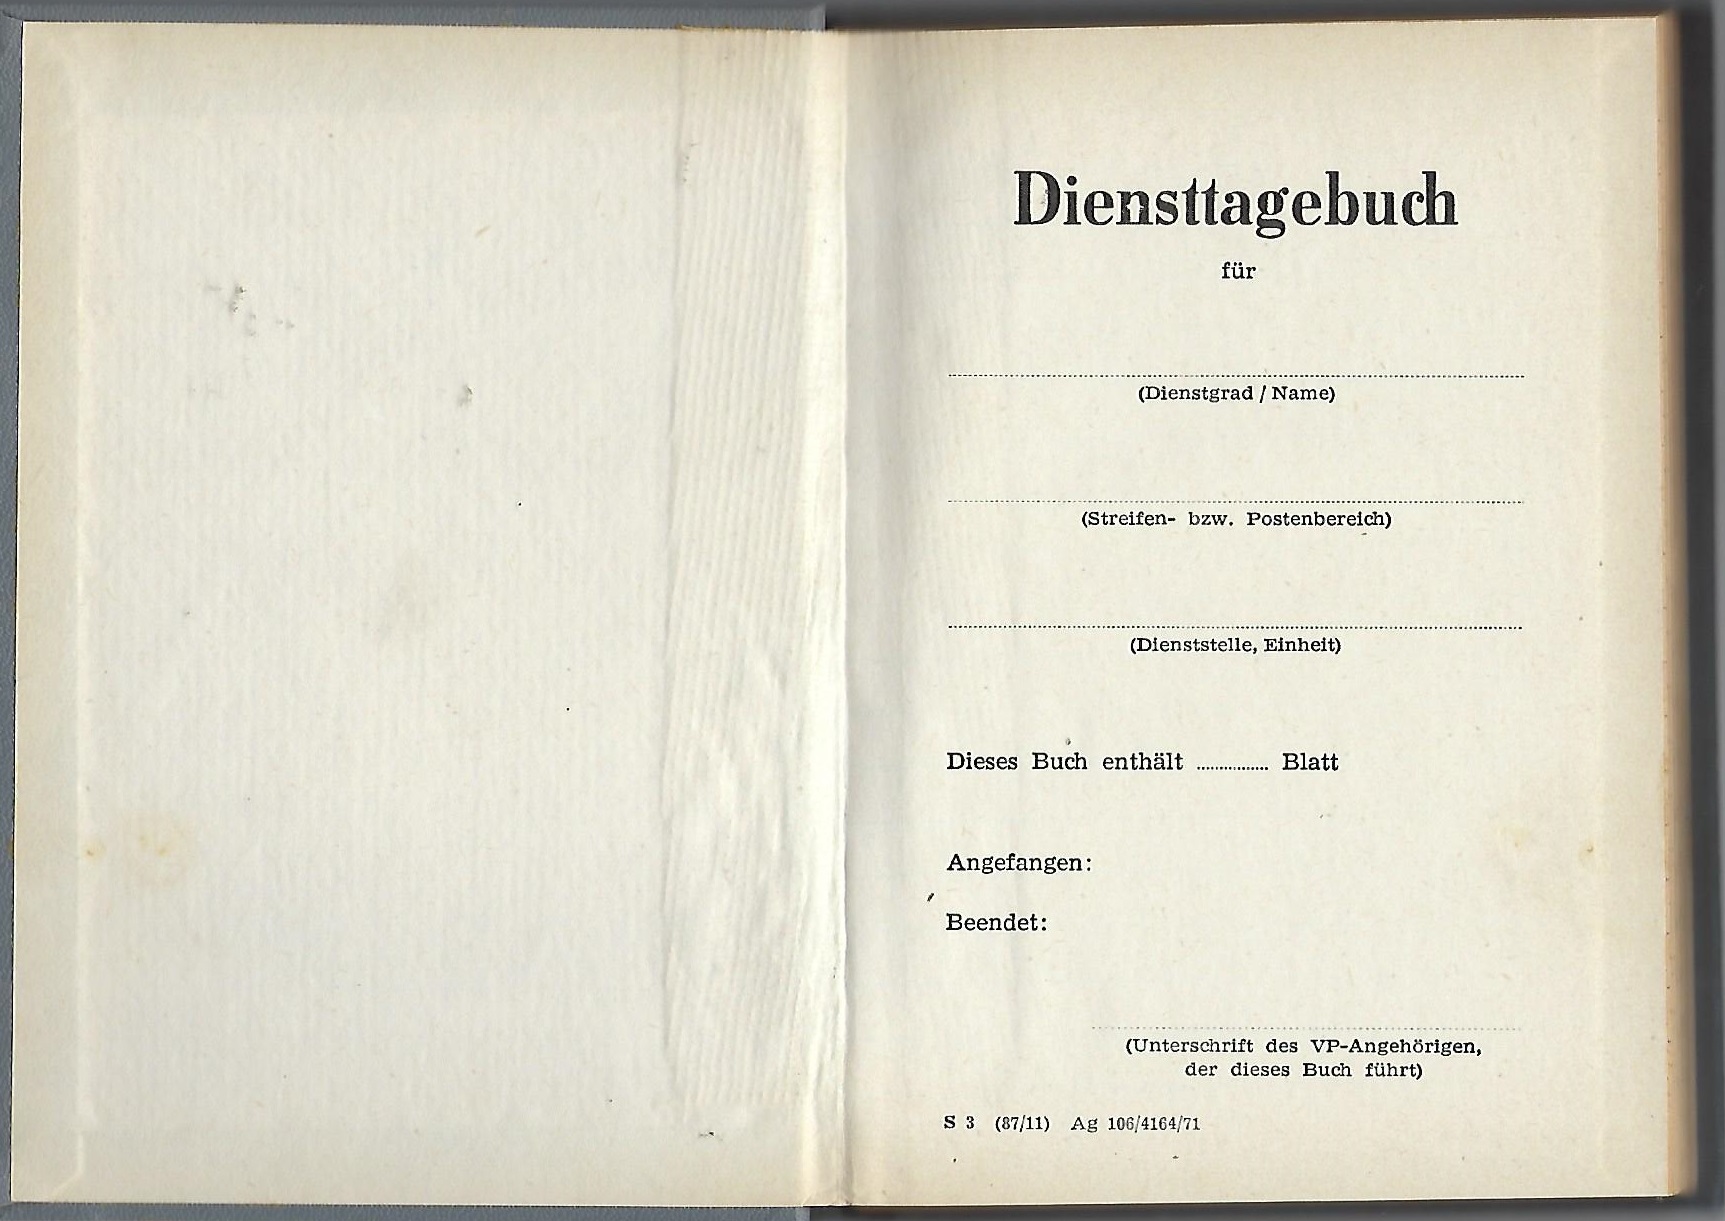 Diensttagebuch
für
(Dienstgrad / Name)
(Streifen- bzw. Postenbereich)
(Dienststelle, Einheit)
Dieses Buch enthält ................ Blatt
Angefangen:
Beendet:
(Unterschrift des VP-Angehörigen,
der dieses Buch führt)
S 3 (87/11) Ag 106/4164/71